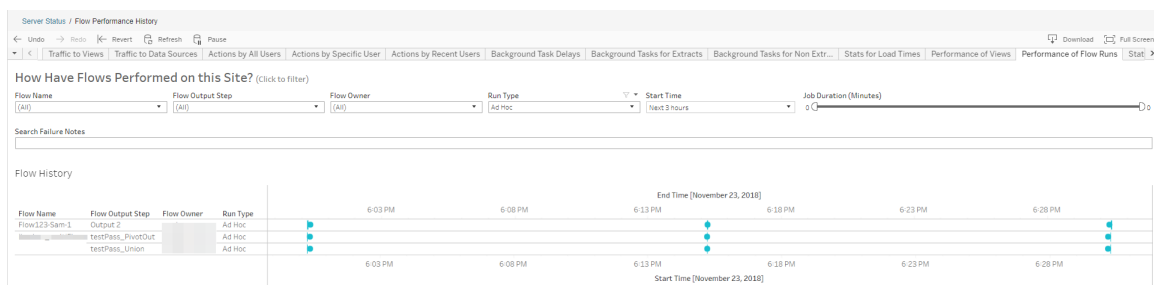 Server Status / Flow Performance History
Undo Redo Revert Refresh Pause Download Full Screen
Traffic to Views Traffic to Data Sources Actions by All Users Actions by Specific User Actions by Recent Users Background Task Delays Background Tasks for Extracts Background Tasks for Non Extr... Stats for Load Times Performance of Views Performance of Flow Runs Stat
How Have Flows Performed on this Site? (Click to filter)
Flow Name Flow Output Step Flow Owner Run Type Start Time Job Duration (Minutes)
(All) (All) (All) Ad Hoc Next 3 hours 0 0
Search Failure Notes
Flow History
End Time [November 23, 2018]
6:03 PM 6:08 PM 6:13 PM 6:18 PM 6:23 PM 6:28 PM
Flow Name Flow Output Step Flow Owner Run Type
Flow123-Sam-1 Output 2 Ad Hoc
testPass_PivotOut Ad Hoc
testPass_Union Ad Hoc
6:03 PM 6:08 PM 6:13 PM 6:18 PM 6:23 PM 6:28 PM
Start Time [November 23, 2018]